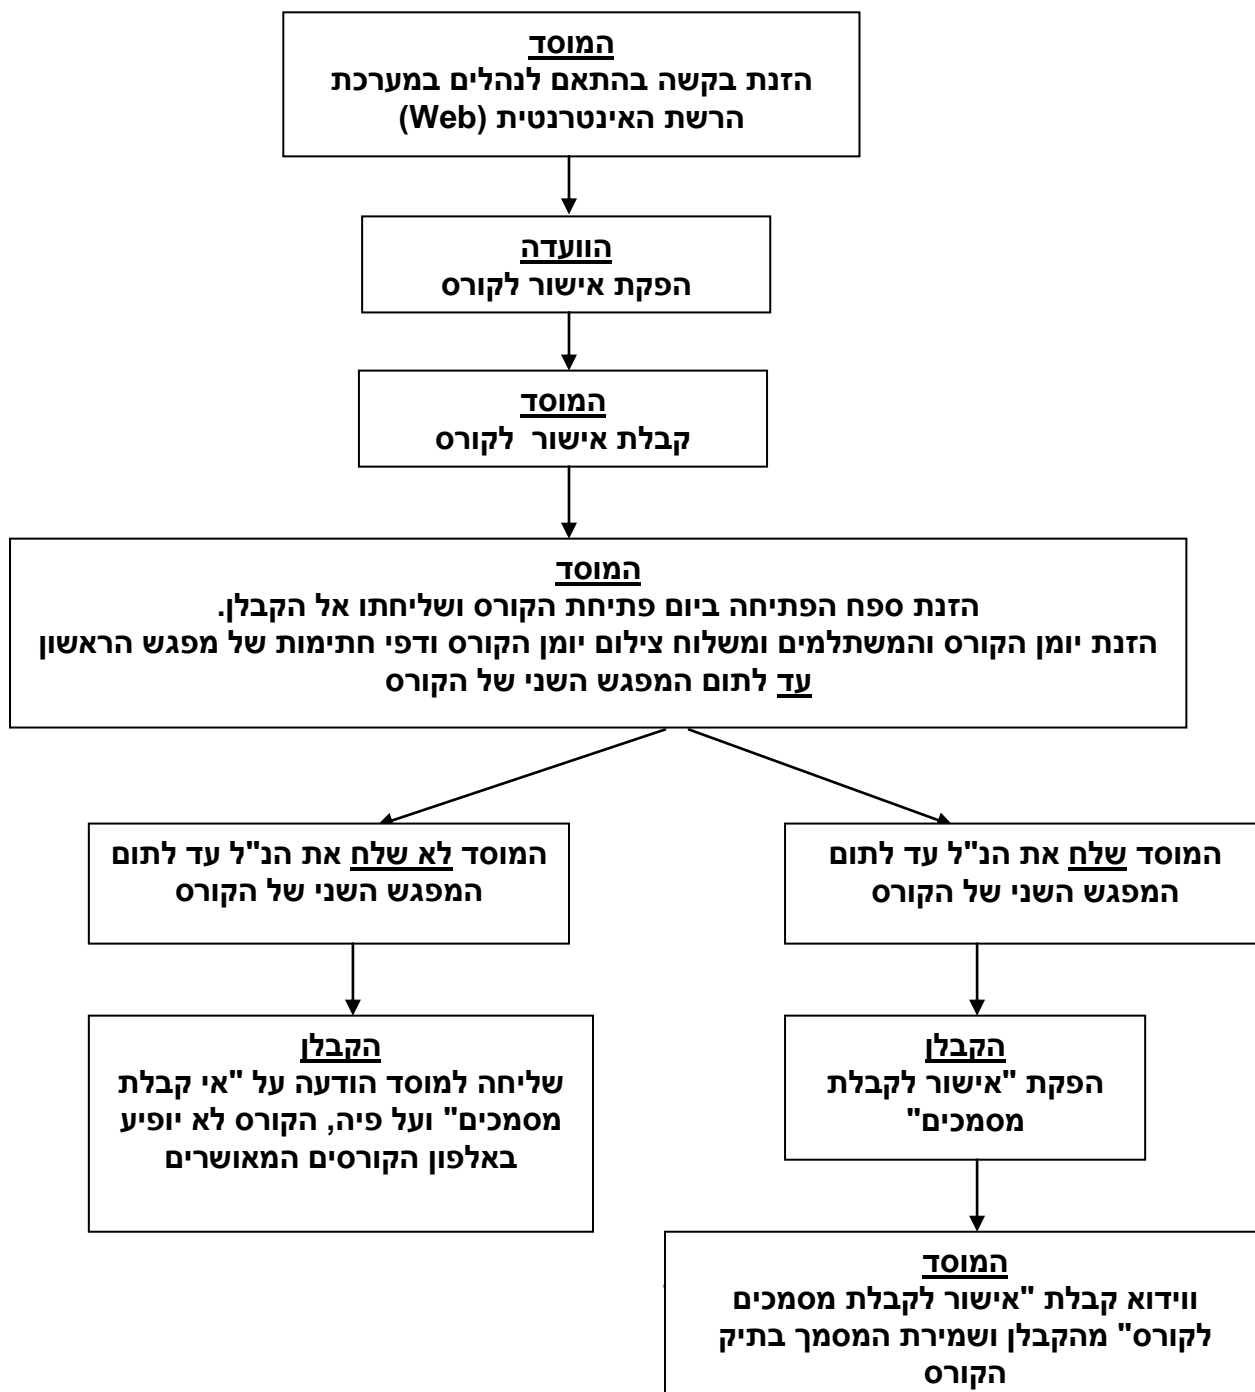 המוסד
הזנת בקשה בהתאם לנהלים במערכת
הרשת האינטרנטית (Web)
הוועדה
הפקת אישור לקורס
המוסד
קבלת אישור לקורס
המוסד
הזנת ספח הפתיחה ביום פתיחת הקורס ושליחתו אל הקבלן.
הזנת יומן הקורס והמשתלמים ומשלוח צילום יומן הקורס ודפי חתימות של מפגש הראשון
עד לתום המפגש השני של הקורס
המוסד שלח את הנ"ל עד לתום
המפגש השני של הקורס
המוסד לא שלח את הנ"ל עד לתום
המפגש השני של הקורס
הקבלן
הפקת "אישור לקבלת
מסמכים"
הקבלן
שליחה למוסד הודעה על "אי קבלת
מסמכים" ועל פיה, הקורס לא יופיע
באלפון הקורסים המאושרים
המוסד
ווידוא קבלת "אישור לקבלת מסמכים
לקורס" מהקבלן ושמירת המסמך בתיק
הקורס